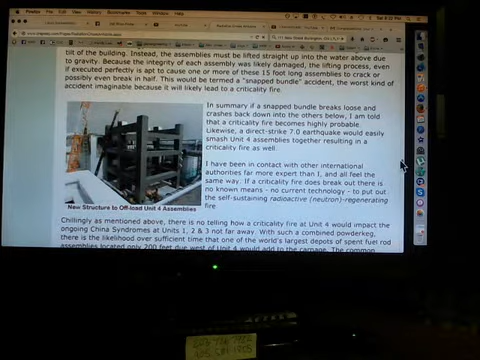 Firefox File Edit View History Bookmarks Tools Window Help
tilt of the building. Instead, the assemblies must be lifted straight up into the water above due
to gravity. Because the integrity of each assembly was likely damaged, the lifting process, even
if executed perfectly is apt to cause one or more of these 15 foot long assemblies to crack or
possibly even break in half. This would be termed a "snapped bundle" accident, the worst kind of
accident imaginable because it will likely lead to a criticality fire.
In summary if a snapped bundle breaks loose and
crashes back down into the others below, I am told
that a criticality fire becomes highly probable.
Likewise, a direct-strike 7.0 earthquake would easily
smash Unit 4 assemblies together resulting in a
criticality fire as well.
I have been in contact with other international
authorities far more expert than I, and all feel the
same way. If a criticality fire does break out there is
no known means - no current technology - to put out
the self-sustaining radioactive (neutron)-regenerating
fire.
New Structure to Off-load Unit 4 Assemblies
Chillingly as mentioned above, there is no telling how a criticality fire at Unit 4 would impact the
ongoing China Syndromes at Units 1, 2 & 3 not far away. With such a combined powderkeg,
there is the likelihood over sufficient time that one of the world's largest depots of spent fuel rod
assemblies located only 200 feet due west of Unit 4 would add to the carnage. The common